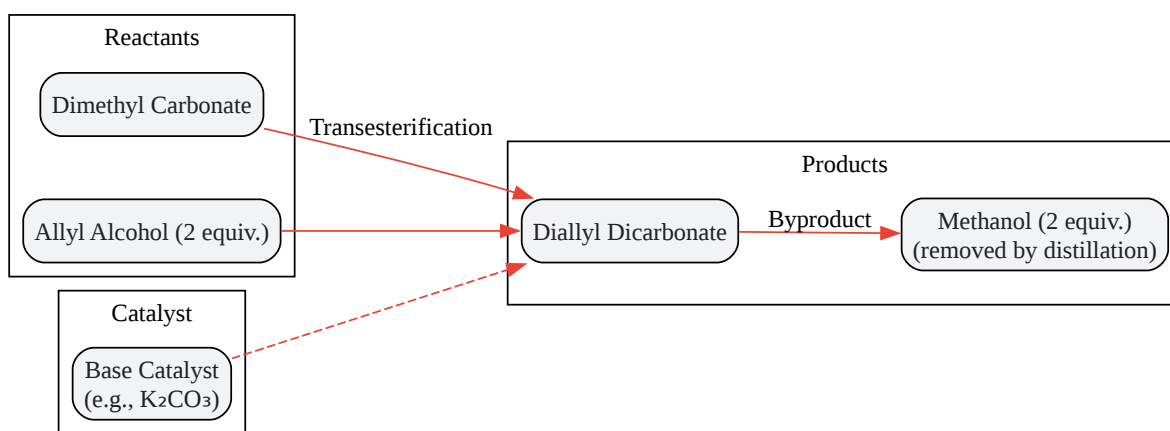 Reactants
Dimethyl Carbonate
Transesterification
Allyl Alcohol (2 equiv.)
Products
Diallyl Dicarbonate
Byproduct
Methanol (2 equiv.)
(removed by distillation)
Catalyst
Base Catalyst
(e.g., K₂CO₃)